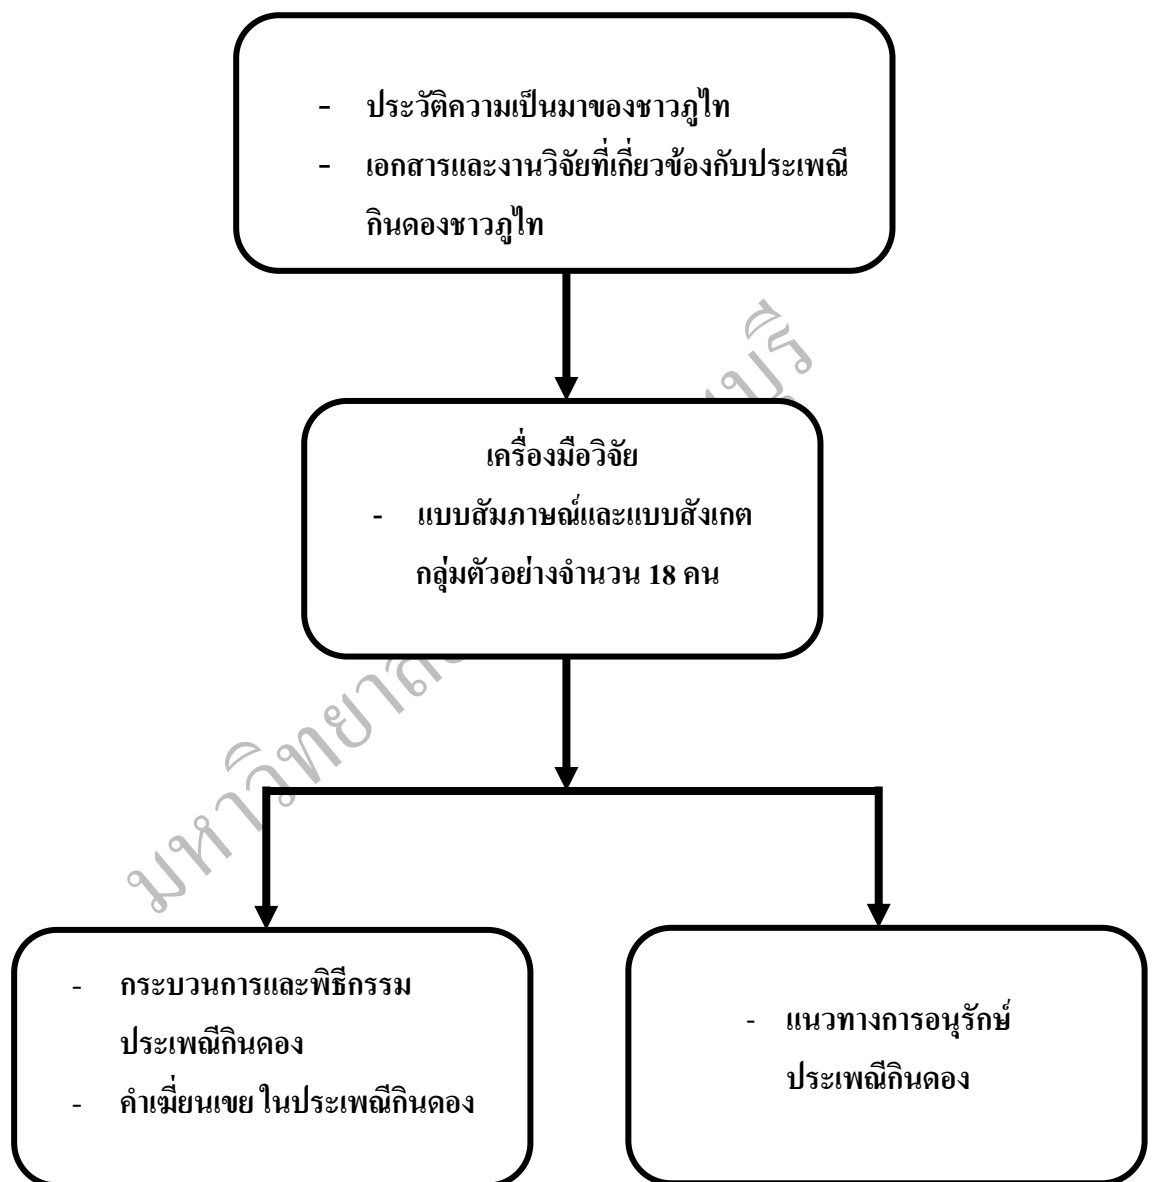 - ประวัติความเป็นมาของชาวภูไท
- เอกสารและงานวิจัยที่เกี่ยวข้องกับประเพณี
กินดองชาวภูไท
เครื่องมือวิจัย
- แบบสัมภาษณ์และแบบสังเกต
กลุ่มตัวอย่างจำนวน 18 คน
- กระบวนการและพิธีกรรม
ประเพณีกินดอง
- คำเฆี่ยนเขย ในประเพณีกินดอง
- แนวทางการอนุรักษ์
ประเพณีกินดอง